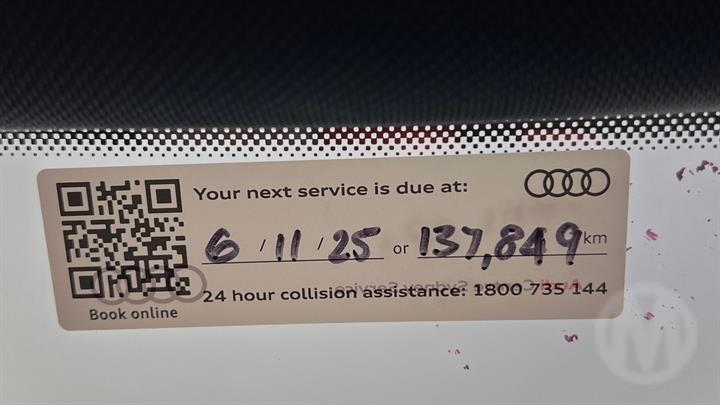 Your next service is due at:
6 / 11 / 25 or 137,849 km
24 hour collision assistance: 1800 735 144
Book online
M